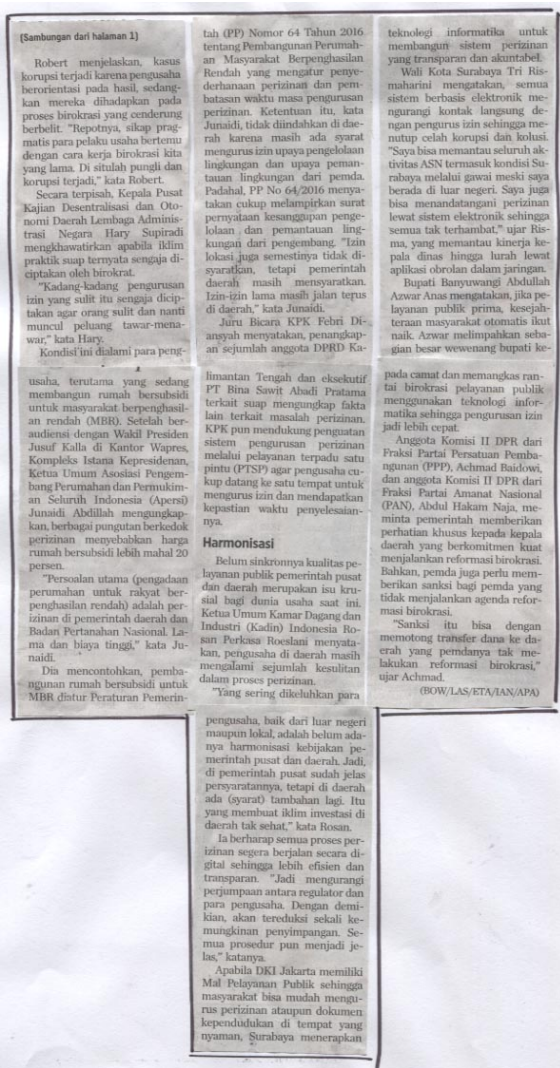 (Sambungan dari halaman 1)
Robert menjelaskan, kasus
korupsi terjadi karena pengusaha
berorientasi pada hasil, sedang-
kan mereka dihadapkan pada
proses birokrasi yang cenderung
berbelit. "Repotnya, sikap prag-
matis para pelaku usaha bertemu
dengan cara kerja birokrasi kita
yang lama. Di situlah pungli dan
korupsi terjadi," kata Robert.
Secara terpisah, Kepala Pusat
Kajian Desentralisasi dan Oto-
nomi Daerah Lembaga Adminis-
trasi Negara Hary Supiradi
mengkhawatirkan apabila iklim
praktik suap ternyata sengaja di-
ciptakan oleh birokrat.
"Kadang-kadang pengurusan
izin yang sulit itu sengaja dicip-
takan agar orang sulit dan nanti
muncul peluang tawar-mena-
war," kata Hary.
Kondisi ini dialami para peng-
usaha, terutama yang sedang
membangun rumah bersubsidi
untuk masyarakat berpenghasil-
an rendah (MBR). Setelah ber-
audiensi dengan Wakil Presiden
Jusuf Kalla di Kantor Wapres,
Kompleks Istana Kepresidenan,
Ketua Umum Asosiasi Pengem-
bang Perumahan dan Permukim-
an Seluruh Indonesia (Apersi)
Junaidi Abdillah mengungkap-
kan, berbagai pungutan berkedok
perizinan menyebabkan harga
rumah bersubsidi lebih mahal 20
persen.
"Persoalan utama (pengadaan
perumahan untuk rakyat ber-
penghasilan rendah) adalah per-
izinan di pemerintah daerah dan
Badan Pertanahan Nasional. La-
ma dan biaya tinggi," kata Ju-
naidi.
Dia mencontohkan, pemba-
ngunan rumah bersubsidi untuk
MBR diatur Peraturan Pemerin-
tah (PP) Nomor 64 Tahun 2016
tentang Pembangunan Perumah-
an Masyarakat Berpenghasilan
Rendah yang mengatur penye-
derhanaan perizinan dan pem-
batasan waktu masa pengurusan
perizinan. Ketentuan itu, kata
Junaidi, tidak diindahkan di dae-
rah karena masih ada syarat
mengurus izin upaya pengelolaan
lingkungan dan upaya peman-
tauan lingkungan dari pemda.
Padahal, PP No 64/2016 menya-
takan cukup melampirkan surat
pernyataan kesanggupan penge-
lolaan dan pemantauan ling-
kungan dari pengembang. "Izin
lokasi juga semestinya tidak di-
syaratkan, tetapi pemerintah
daerah masih mensyaratkan.
Izin-izin lama masih jalan terus
di daerah," kata Junaidi.
Juru Bicara KPK Febri Di-
ansyah menyatakan, penangkap-
an sejumlah anggota DPRD Ka-
limantan Tengah dan eksekutif
PT Bina Sawit Abadi Pratama
terkait suap mengungkap fakta
lain terkait masalah perizinan.
KPK pun mendukung penguatan
sistem pengurusan perizinan
melalui pelayanan terpadu satu
pintu (PTSP) agar pengusaha cu-
kup datang ke satu tempat untuk
mengurus izin dan mendapatkan
kepastian waktu penyelesaian-
nya.
Harmonisasi
Belum sinkronnya kualitas pe-
layanan publik pemerintah pusat
dan daerah merupakan isu kru-
sial bagi dunia usaha saat ini.
Ketua Umum Kamar Dagang dan
Industri (Kadin) Indonesia Ro-
san Perkasa Roeslani menyata-
kan, pengusaha di daerah masih
mengalami sejumlah kesulitan
dalam proses perizinan.
"Yang sering dikeluhkan para
pengusaha, baik dari luar negeri
maupun lokal, adalah belum ada-
nya harmonisasi kebijakan pe-
merintah pusat dan daerah. Jadi,
di pemerintah pusat sudah jelas
persyaratannya, tetapi di daerah
ada (syarat) tambahan lagi. Itu
yang membuat iklim investasi di
daerah tak sehat," kata Rosan.
Ia berharap semua proses per-
izinan segera berjalan secara di-
gital sehingga lebih efisien dan
transparan. "Jadi mengurangi
perjumpaan antara regulator dan
para pengusaha. Dengan demi-
kian, akan tereduksi sekali ke-
mungkinan penyimpangan. Se-
mua prosedur pun menjadi je-
las," katanya.
Apabila DKI Jakarta memiliki
Mal Pelayanan Publik sehingga
masyarakat bisa mudah mengu-
rus perizinan ataupun dokumen
kependudukan di tempat yang
nyaman, Surabaya menerapkan
teknologi informatika untuk
membangun sistem perizinan
yang transparan dan akuntabel.
Wali Kota Surabaya Tri Ris-
maharini mengatakan, semua
sistem berbasis elektronik me-
ngurangi kontak langsung de-
ngan pengurus izin sehingga me-
nutup celah korupsi dan kolusi.
"Saya bisa memantau seluruh ak-
tivitas ASN termasuk kondisi Su-
rabaya melalui gawai meski saya
berada di luar negeri. Saya juga
bisa menandatangani perizinan
lewat sistem elektronik sehingga
semua tak terhambat," ujar Ris-
ma, yang memantau kinerja ke-
pala dinas hingga lurah lewat
aplikasi obrolan dalam jaringan.
Bupati Banyuwangi Abdullah
Azwar Anas mengatakan, jika pe-
layanan publik prima, kesejah-
teraan masyarakat otomatis ikut
naik. Azwar melimpahkan seba-
gian besar wewenang bupati ke-
pada camat dan memangkas ran-
tai birokrasi pelayanan publik
menggunakan teknologi infor-
matika sehingga pengurusan izin
jadi lebih cepat.
Anggota Komisi II DPR dari
Fraksi Partai Persatuan Pemba-
ngunan (PPP), Achmad Baidowi,
dan anggota Komisi II DPR dari
Fraksi Partai Amanat Nasional
(PAN), Abdul Hakam Naja, me-
minta pemerintah memberikan
perhatian khusus kepada kepala
daerah yang berkomitmen kuat
menjalankan reformasi birokrasi.
Bahkan, pemda juga perlu mem-
berikan sanksi bagi pemda yang
tidak menjalankan agenda refor-
masi birokrasi.
"Sanksi itu bisa dengan
memotong transfer dana ke da-
erah yang pemdanya tak me-
lakukan reformasi birokrasi,"
ujar Achmad.
(BOW/LAS/ETA/IAN/APA)